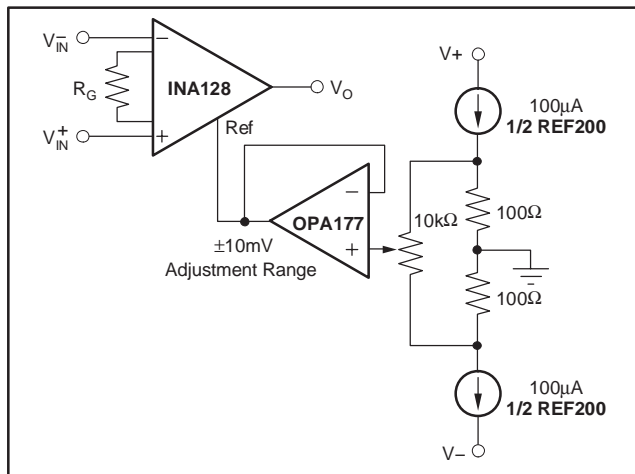 V−IN
RG
V+IN
−
+
INA128
VO
Ref
−
+
OPA177
±10mV
Adjustment Range
V+
100µA
1/2 REF200
10kΩ
100Ω
100Ω
100µA
1/2 REF200
V−